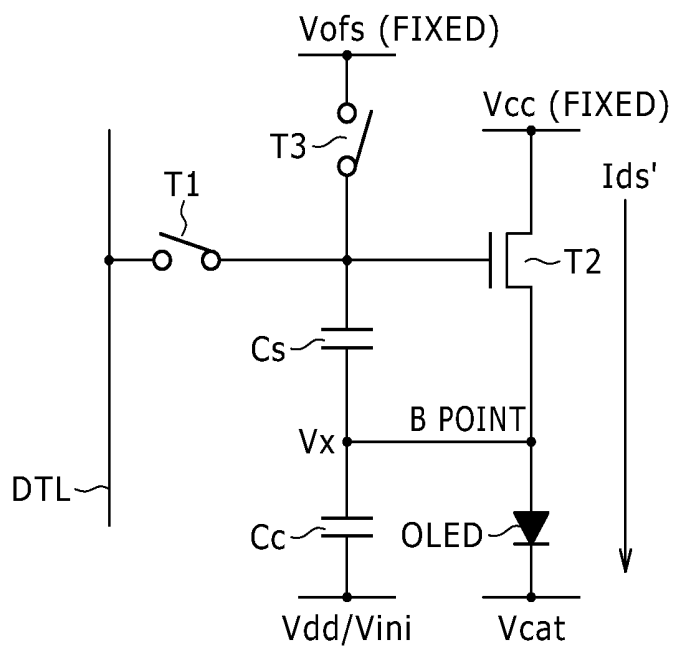 Vofs (FIXED)
Vcc (FIXED)
T3
Ids'
T1
T2
Cs
B POINT
Vx
DTL
Cc
OLED
Vdd/Vini
Vcat